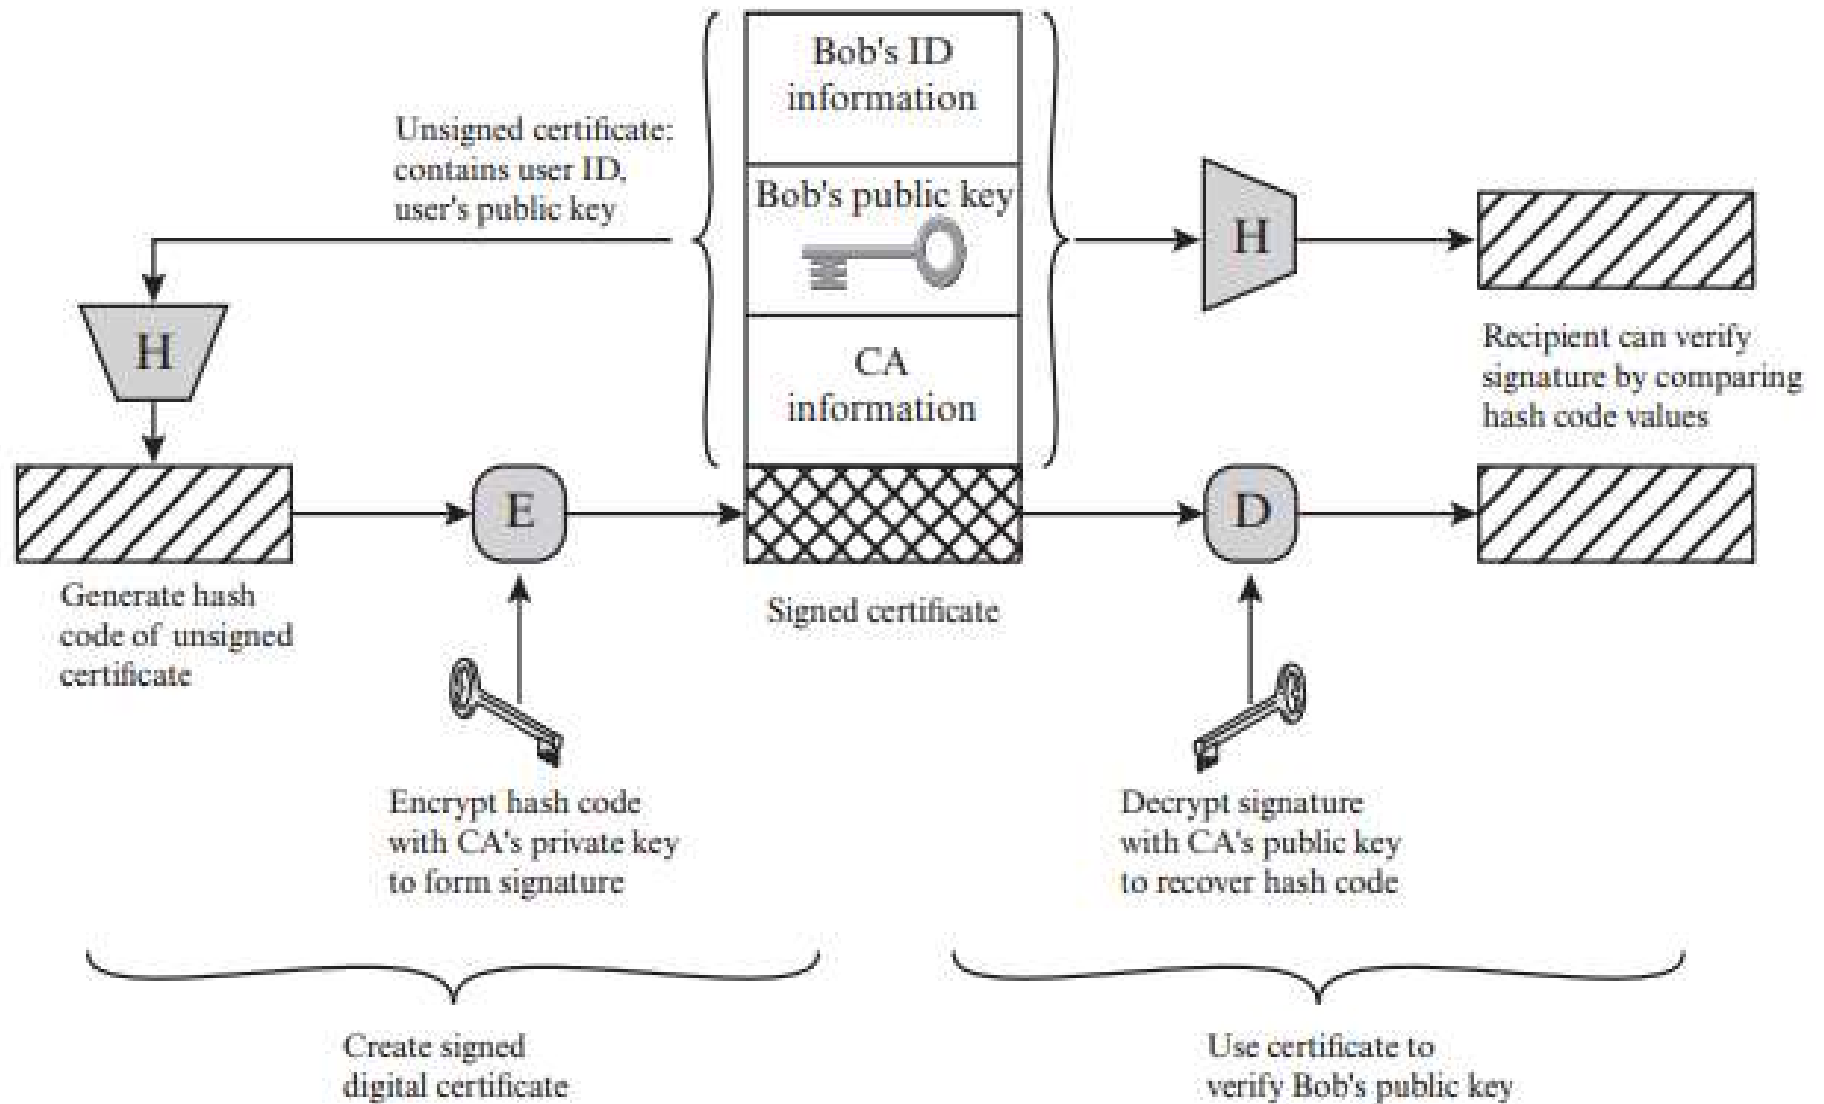 Bob's ID
information
Unsigned certificate:
contains user ID,
user's public key
Bob's public key
H
H
CA
information
Recipient can verify
signature by comparing
hash code values
E
D
Generate hash
code of unsigned
certificate
Signed certificate
Encrypt hash code
with CA's private key
to form signature
Decrypt signature
with CA's public key
to recover hash code
Create signed
digital certificate
Use certificate to
verify Bob's public key